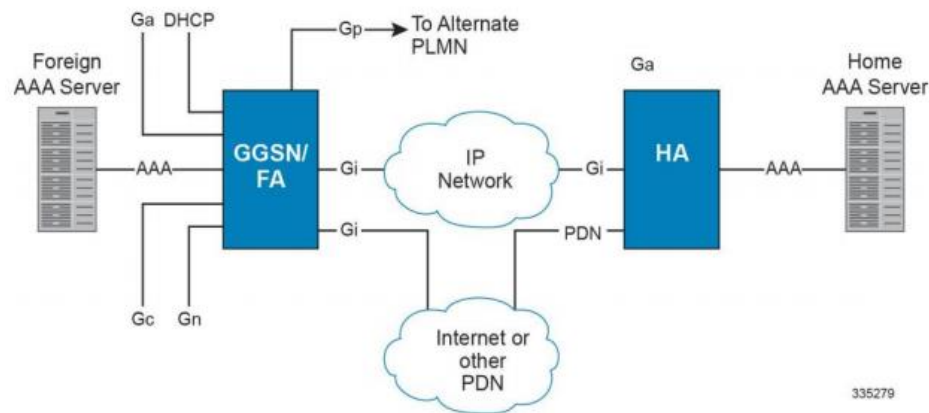 Ga DHCP
Gp
To Alternate
PLMN
Foreign
AAA Server
Ga
Home
AAA Server
GGSN/
FA
AAA
Gi
IP
Network
Gi
HA
AAA
Gi
PDN
Gc
Gn
Internet or
other
PDN
335279